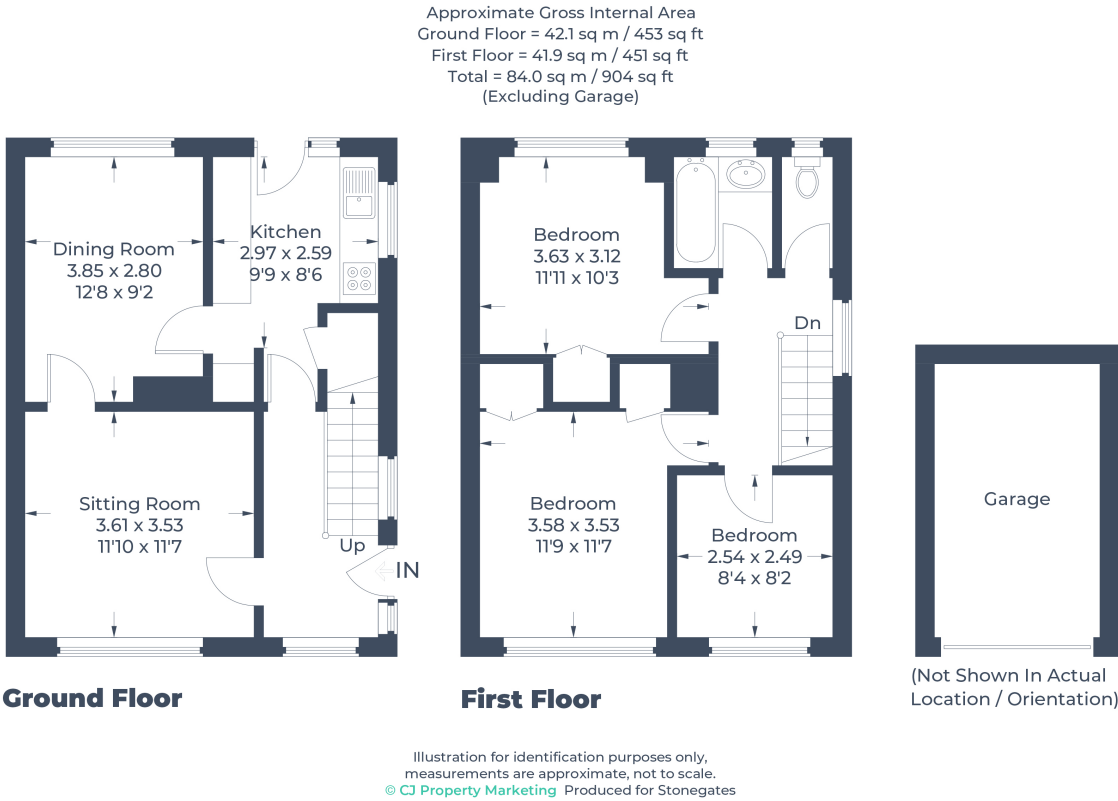 Approximate Gross Internal Area
Ground Floor = 42.1 sq m / 453 sq ft
First Floor = 41.9 sq m / 451 sq ft
Total = 84.0 sq m / 904 sq ft
(Excluding Garage)
Dining Room
3.85 x 2.80
12'8 x 9'2
Kitchen
2.97 x 2.59
9'9 x 8'6
Sitting Room
3.61 x 3.53
11'10 x 11'7
Up
IN
Ground Floor
Bedroom
3.63 x 3.12
11'11 x 10'3
Dn
Bedroom
3.58 x 3.53
11'9 x 11'7
Bedroom
2.54 x 2.49
8'4 x 8'2
First Floor
Garage
(Not Shown In Actual
Location / Orientation)
Illustration for identification purposes only,
measurements are approximate, not to scale.
© CJ Property Marketing Produced for Stonegates